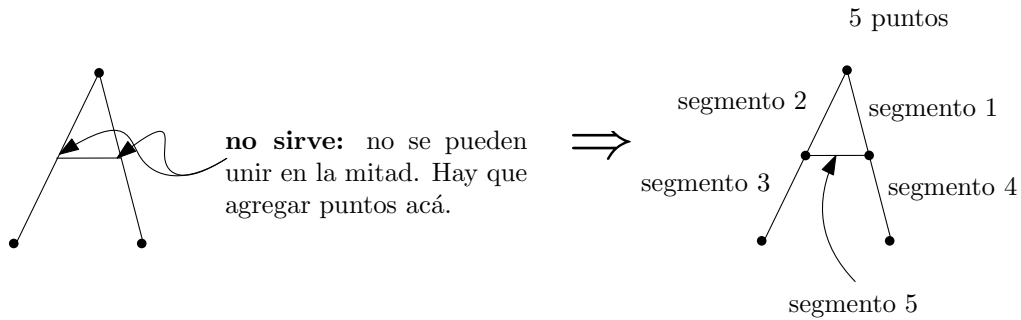 5 puntos
segmento 2
segmento 1
no sirve: no se pueden
unir en la mitad. Hay que
agregar puntos acá.
⇒
segmento 3
segmento 4
segmento 5